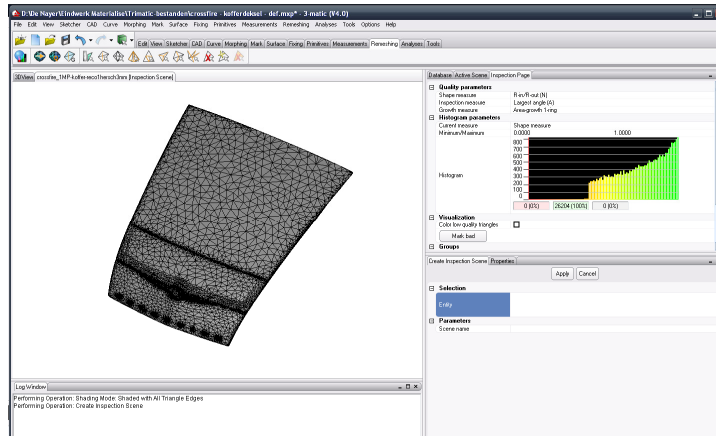 D:\De Nayer\Eindwerk Materialise\Trimatic-bestanden\crossfire - kofferdeksel - def.mxp* - 3-matic (V4.0)
File Edit View Sketcher CAD Curve Morphing Mark Surface Fixing Primitives Measurements Remeshing Analyses Tools Options Help
Edit View Sketcher CAD Curve Morphing Mark Surface Fixing Primitives Measurements Remeshing Analyses Tools
3DView crossfire_1MP-koffer-reco1hersch3mm (Inspection Scene)
Database Active Scene Inspection Page
Quality parameters
Shape measure R-in/R-out (N)
Inspection measure Largest angle (A)
Growth measure Area-growth 1-ring
Histogram parameters
Current measure Shape measure
Minimum/Maximum 0.0000 1.0000
800
700
600
500
400
Histogram 300
200
100
0
0 (0%) 26204 (100%) 0 (0%)
Visualization
Color low quality triangles
Mark bad
Groups
Create Inspection Scene Properties
Apply Cancel
Selection
Entity
Parameters
Scene name
Log Window
Performing Operation: Shading Mode: Shaded with All Triangle Edges
Performing Operation: Create Inspection Scene